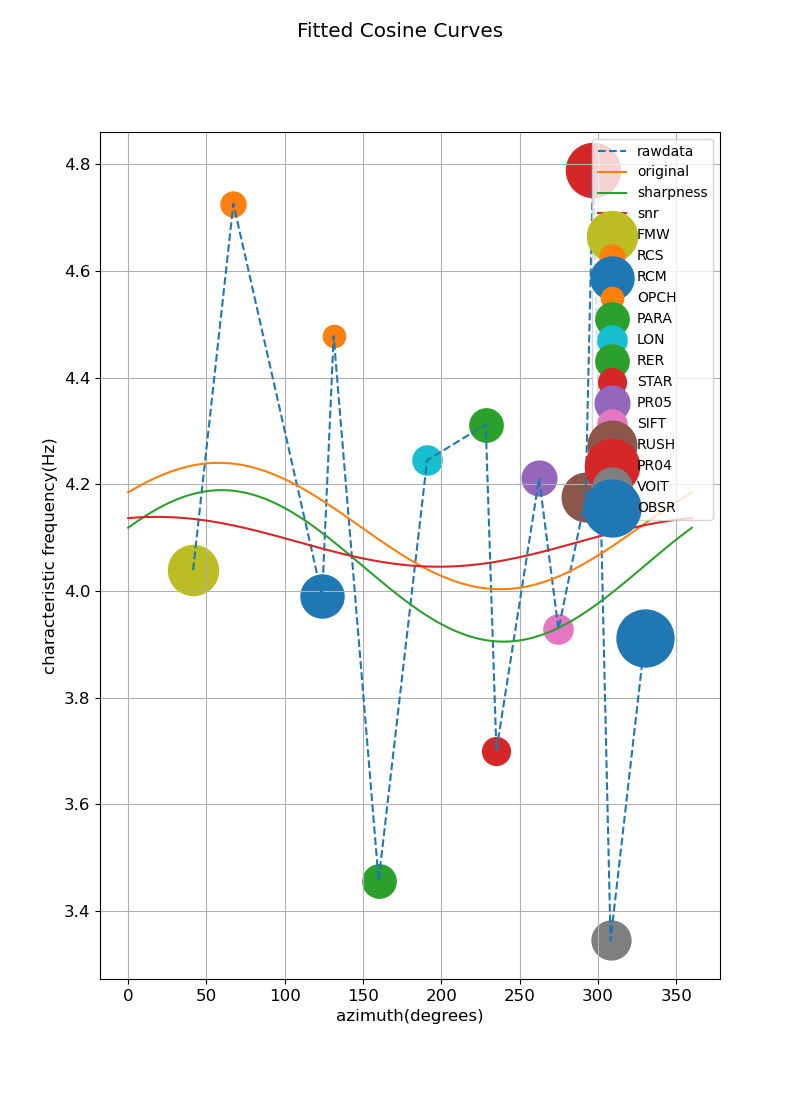 Fitted Cosine Curves
characteristic frequency(Hz)
4.8
4.6
4.4
4.2
4.0
3.8
3.6
3.4
rawdata
original
sharpness
snr
FMW
RCS
RCM
OPCH
PARA
LON
RER
STAR
PR05
SIFT
RUSH
PR04
VOIT
OBSR
0 50 100 150 200 250 300 350
azimuth(degrees)